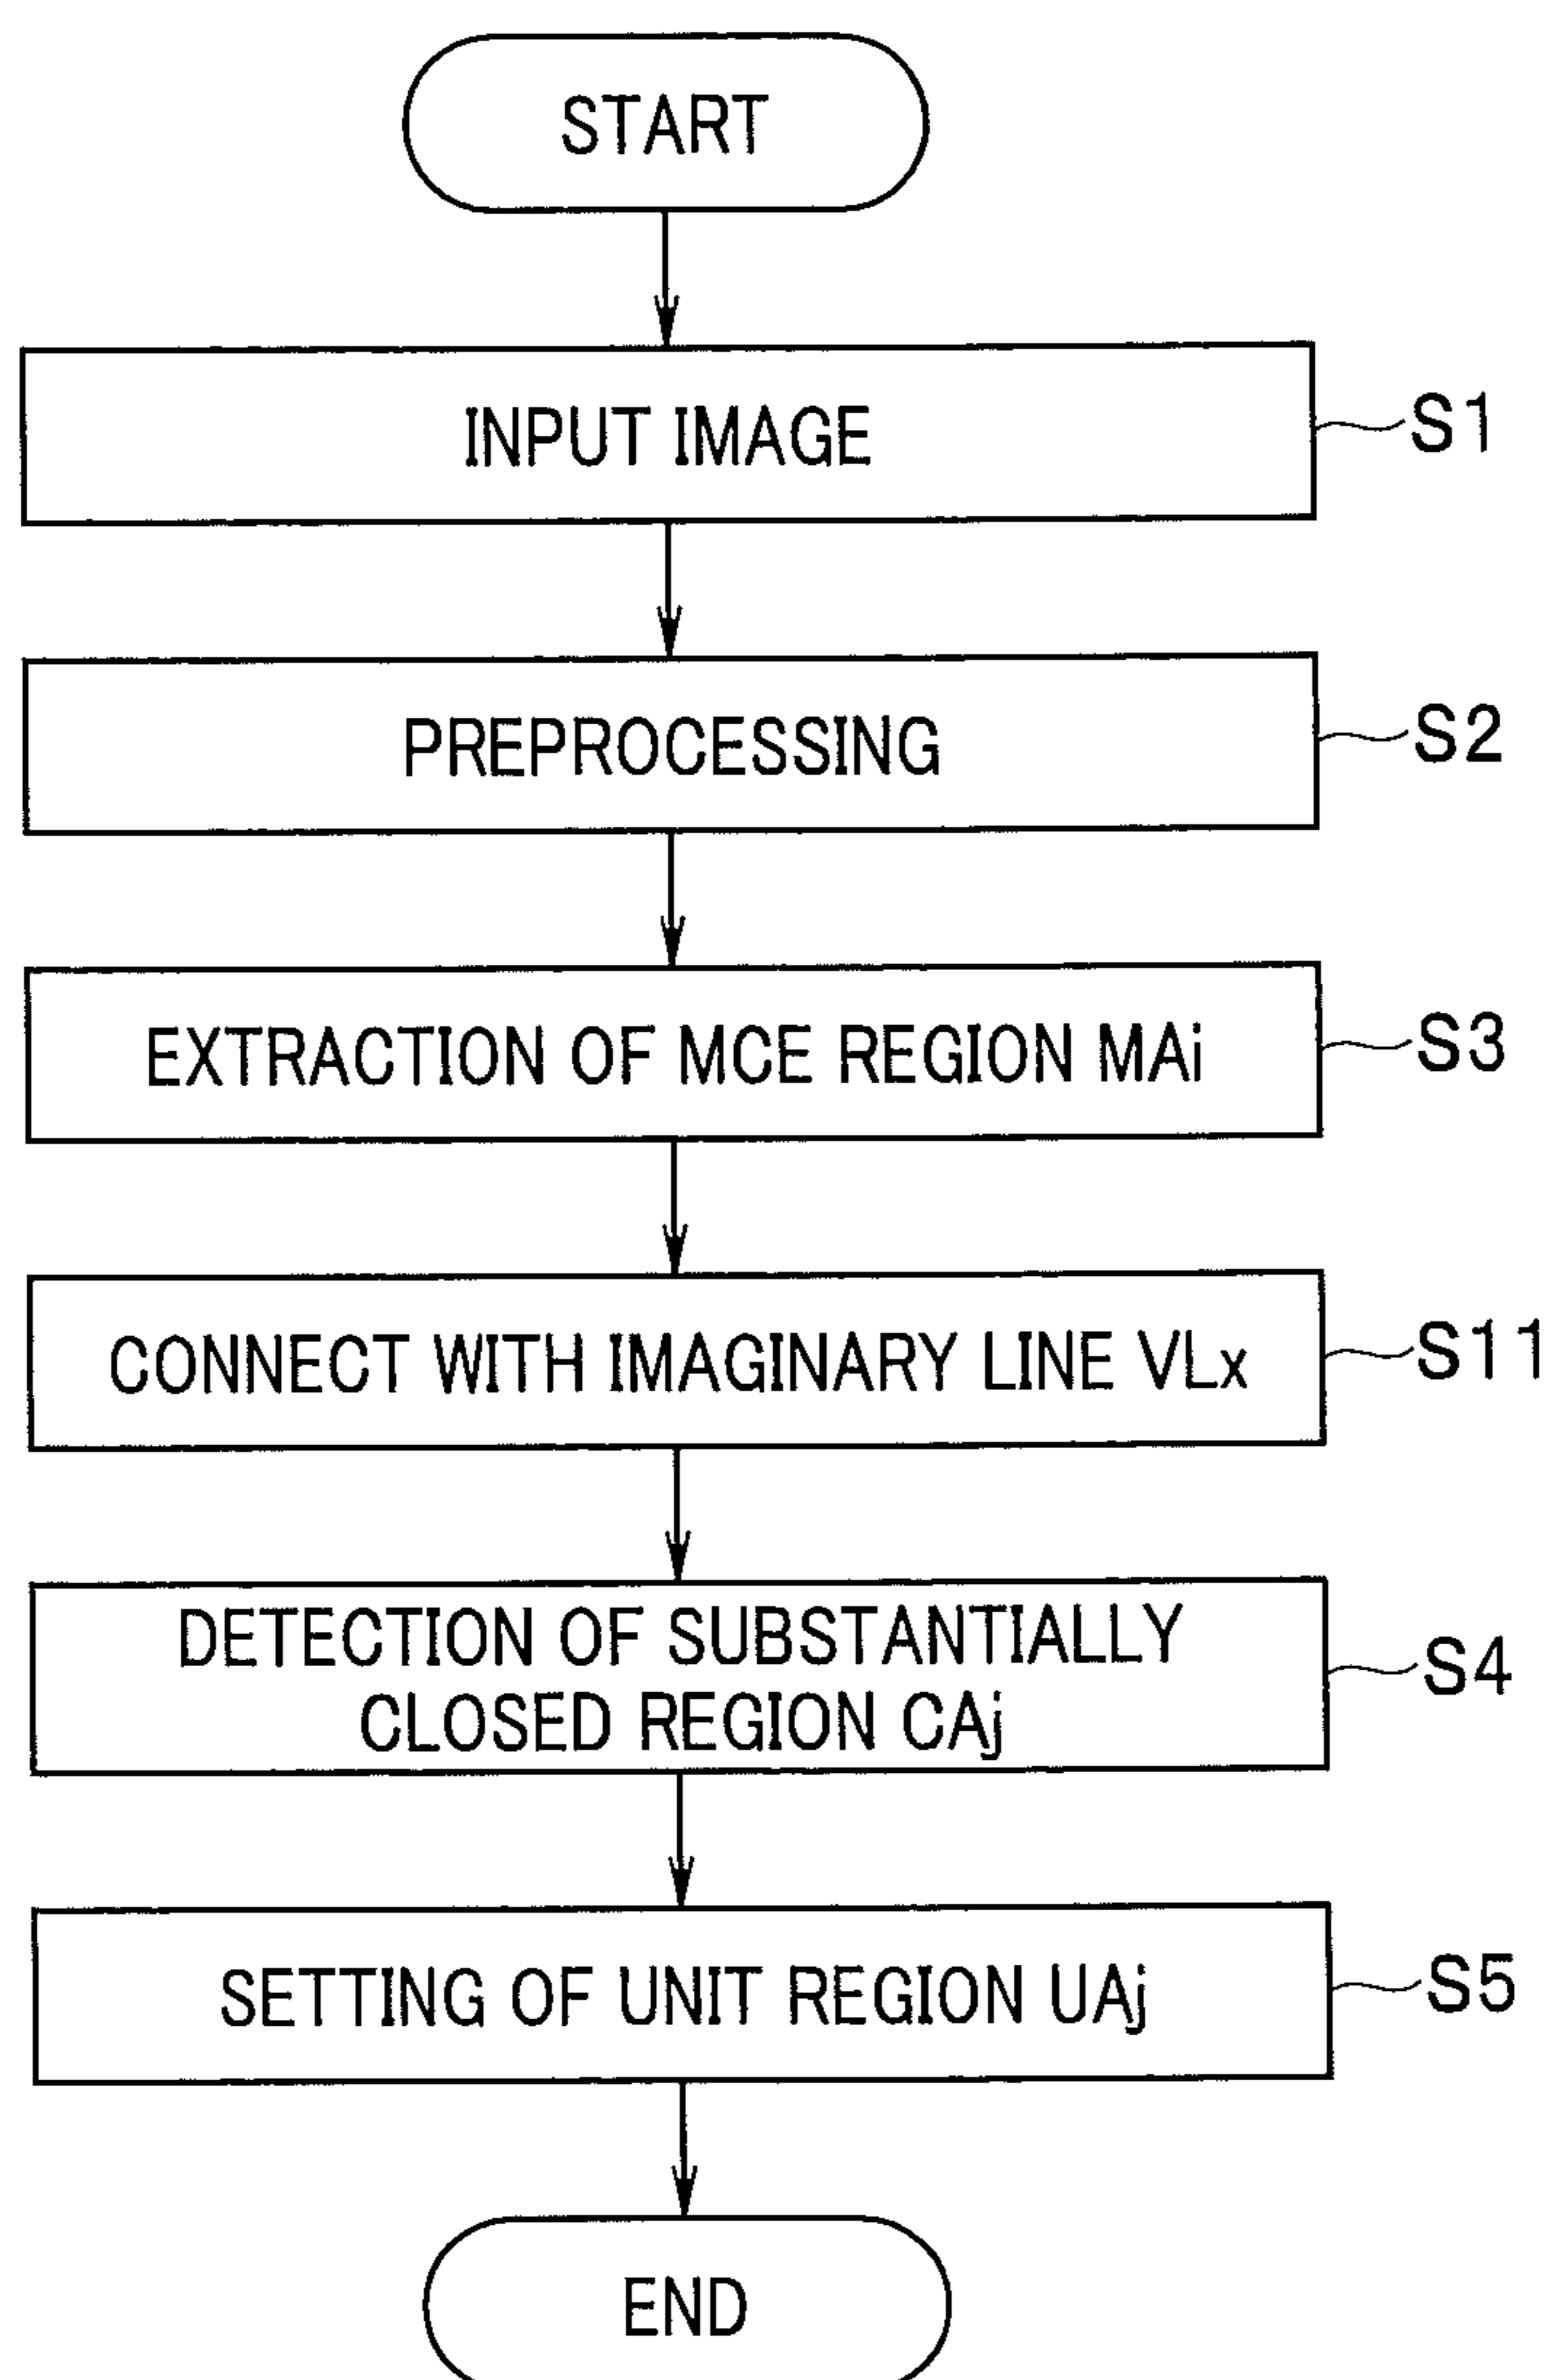 START
INPUT IMAGE
S1
PREPROCESSING
S2
EXTRACTION OF MCE REGION MAi
S3
CONNECT WITH IMAGINARY LINE VLx
S11
DETECTION OF SUBSTANTIALLY
CLOSED REGION CAj
S4
SETTING OF UNIT REGION UAj
S5
END